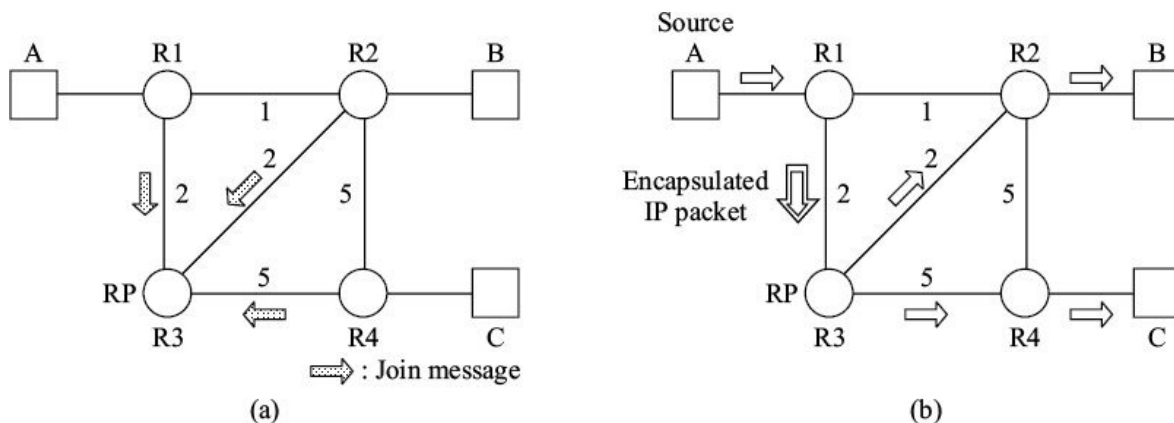 A
R1
R2
B
1
2
2
5
RP
5
R3
R4
C
: Join message
(a)
Source
A
R1
R2
B
1
Encapsulated
IP packet
2
2
5
RP
5
R3
R4
C
(b)